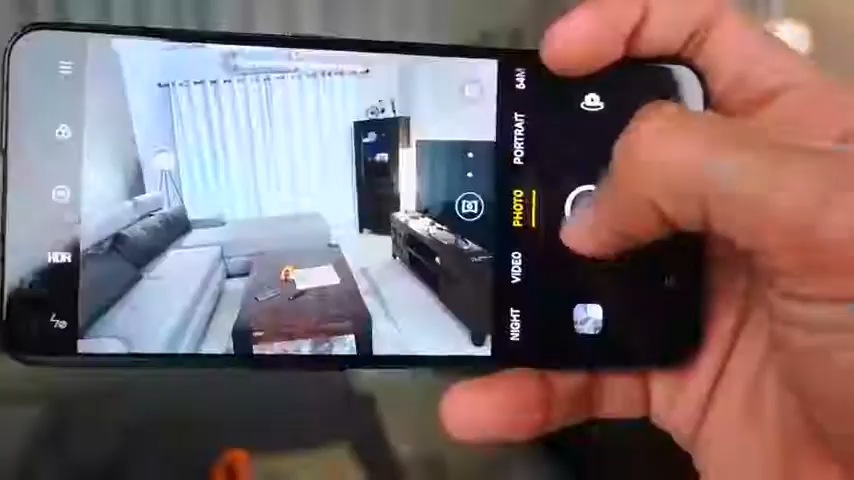 HDR
64M
PORTRAIT
PHOTO
VIDEO
NIGHT